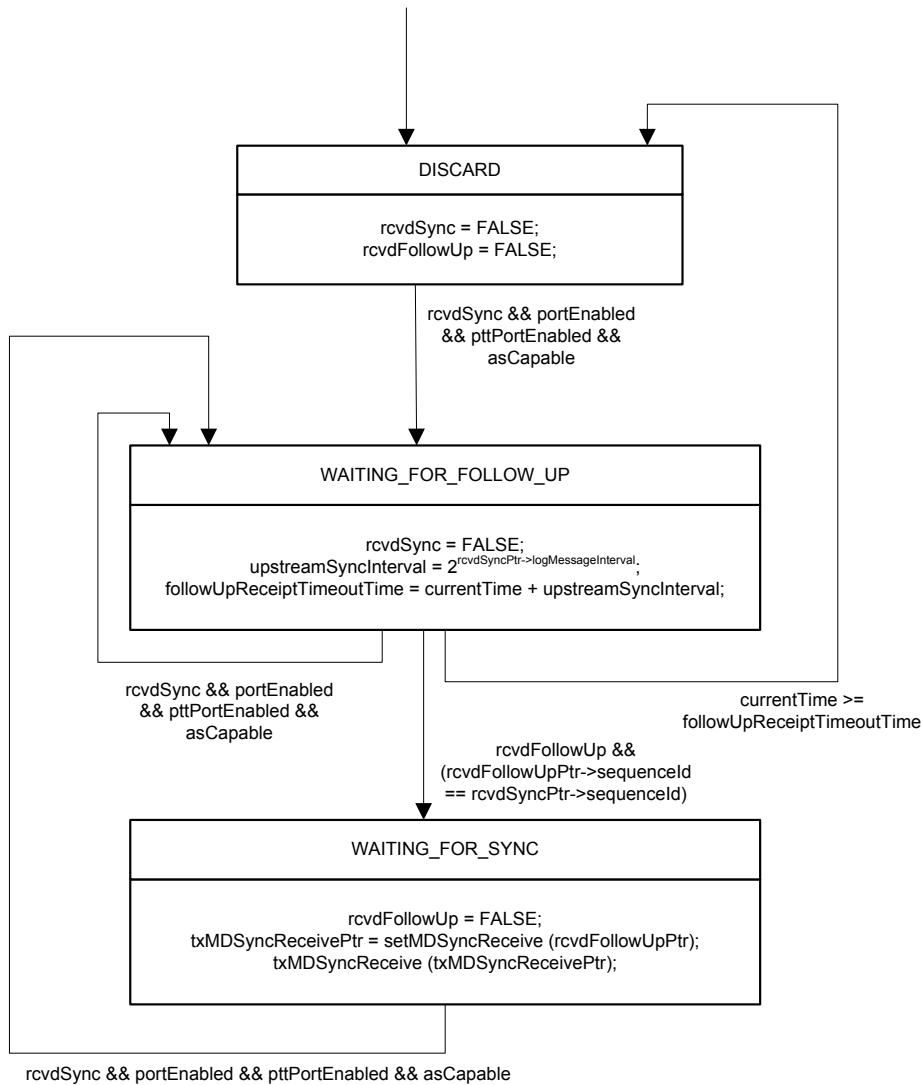 DISCARD
rcvdSync = FALSE;
rcvdFollowUp = FALSE;
rcvdSync && portEnabled
&& pttPortEnabled &&
asCapable
WAITING_FOR_FOLLOW_UP
rcvdSync = FALSE;
upstreamSyncInterval = 2^rcvdSyncPtr->logMessageInterval;
followUpReceiptTimeoutTime = currentTime + upstreamSyncInterval;
rcvdSync && portEnabled
&& pttPortEnabled &&
asCapable
currentTime >=
followUpReceiptTimeoutTime
rcvdFollowUp &&
(rcvdFollowUpPtr->sequenceId
== rcvdSyncPtr->sequenceId)
WAITING_FOR_SYNC
rcvdFollowUp = FALSE;
txMDSyncReceivePtr = setMDSyncReceive (rcvdFollowUpPtr);
txMDSyncReceive (txMDSyncReceivePtr);
rcvdSync && portEnabled && pttPortEnabled && asCapable